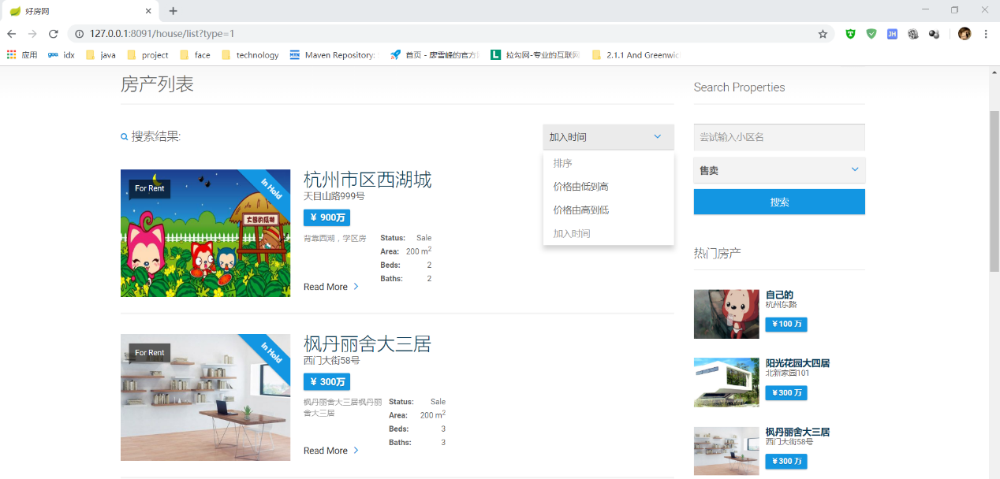 好房网
127.0.0.1:8091/house/list?type=1
应用 idx java project face technology Maven Repository: 首页 - 廖雪峰的官方 拉勾网-专业的互联网 2.1.1 And Greenwic
房产列表
搜索结果:
加入时间
排序
价格由低到高
价格由高到低
加入时间
For Rent
In Hold
大熊的瓜州
杭州市区西湖城
天目山路999号
¥ 900万
背靠西湖，学区房
Status: Sale
Area: 200 m²
Beds: 2
Baths: 2
Read More
For Rent
In Hold
枫丹丽舍大三居
西门大街58号
¥ 300万
枫丹丽舍大三居枫丹丽
舍大三居
Status: Sale
Area: 200 m²
Beds: 3
Baths: 3
Read More
Search Properties
尝试输入小区名
售卖
搜索
热门房产
自己的
杭州东路
¥100 万
阳光花园大四居
北新家园101
¥300 万
枫丹丽舍大三居
西门大街58号
¥300 万